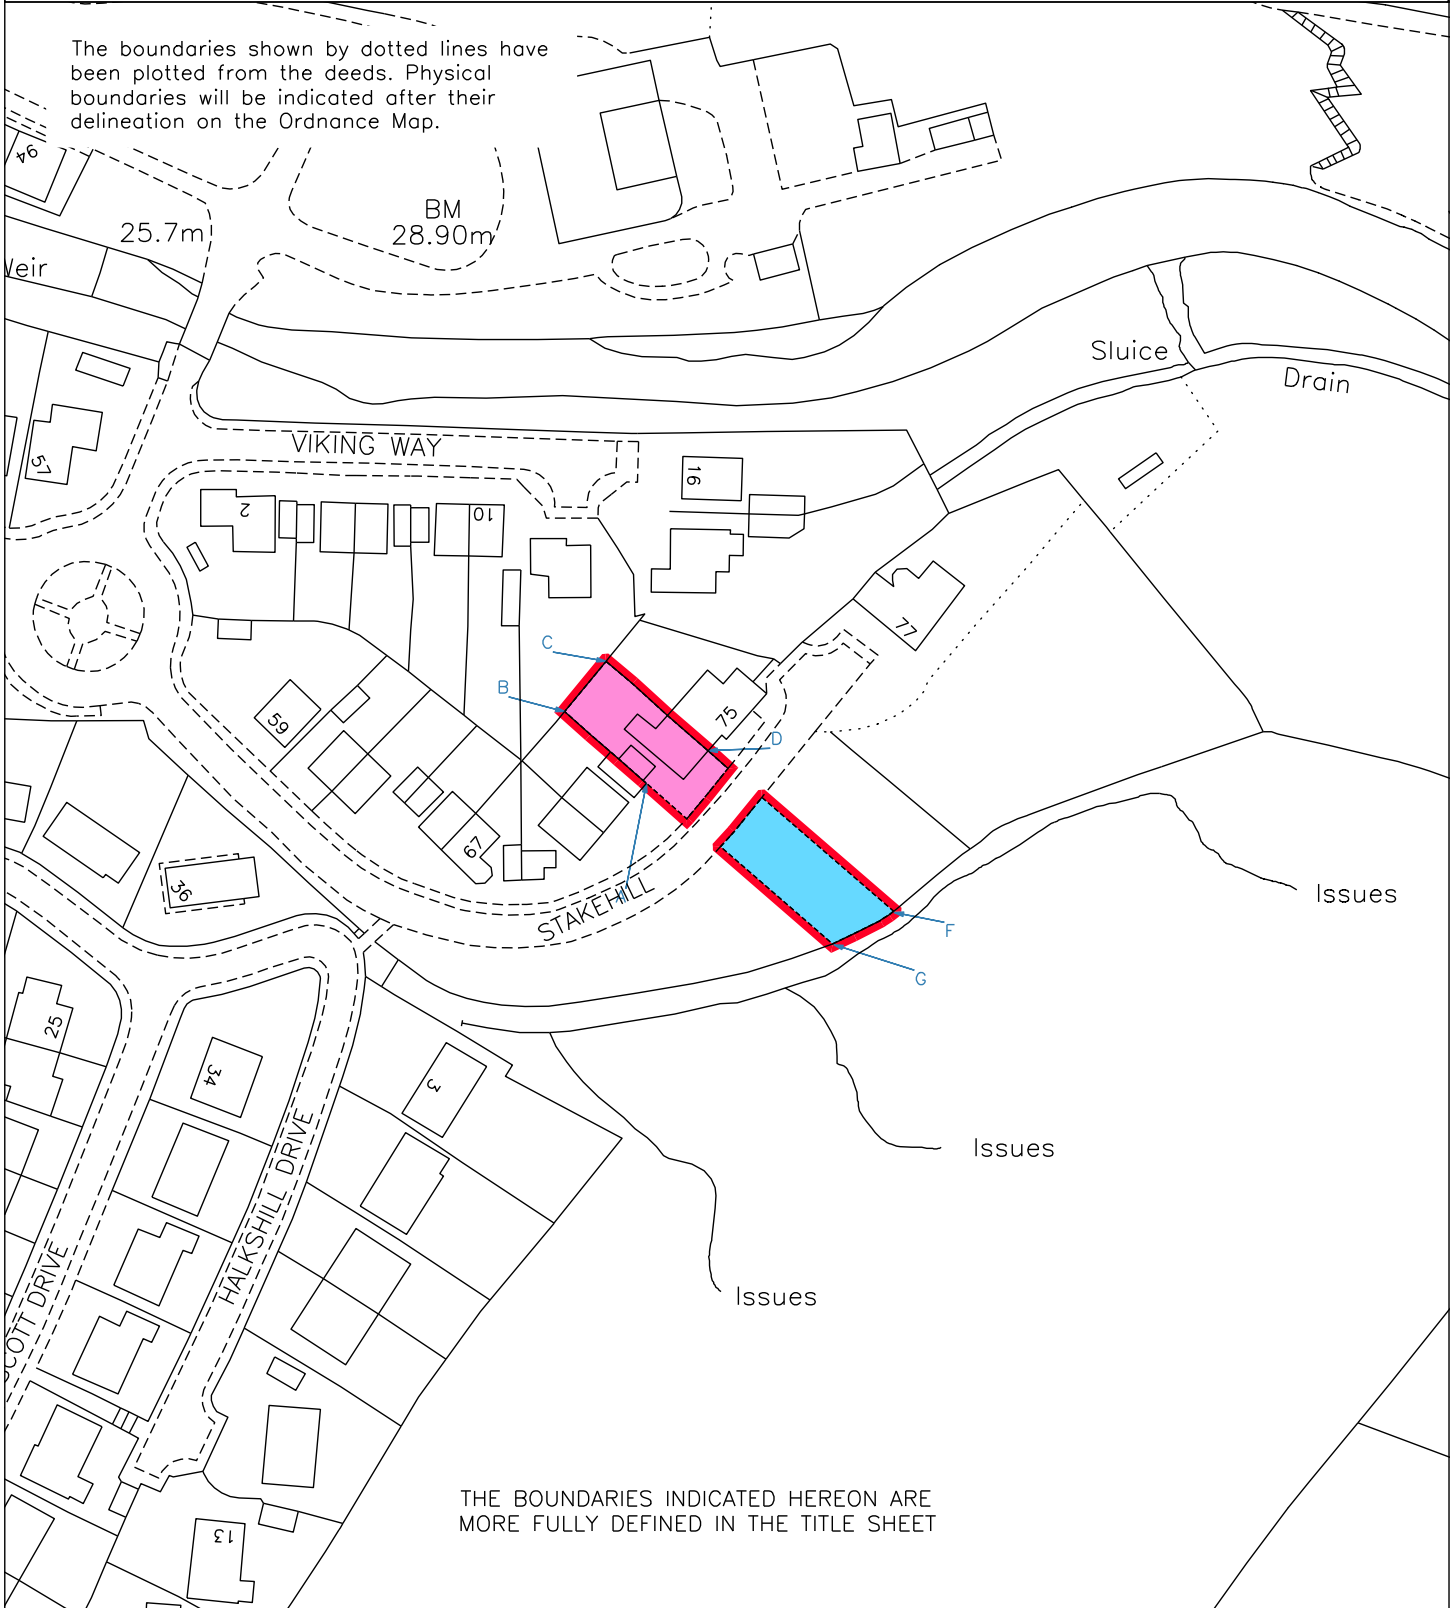 The boundaries shown by dotted lines have
been plotted from the deeds. Physical
boundaries will be indicated after their
delineation on the Ordnance Map.
94
25.7m
BM
28.90m
Weir
Sluice
Drain
57
VIKING WAY
16
2
10
77
C
B
59
75
D
67
36
STAKEHILL
F
G
Issues
25
34
3
Issues
HALKSHILL DRIVE
SCOTT DRIVE
Issues
THE BOUNDARIES INDICATED HEREON ARE
MORE FULLY DEFINED IN THE TITLE SHEET
13